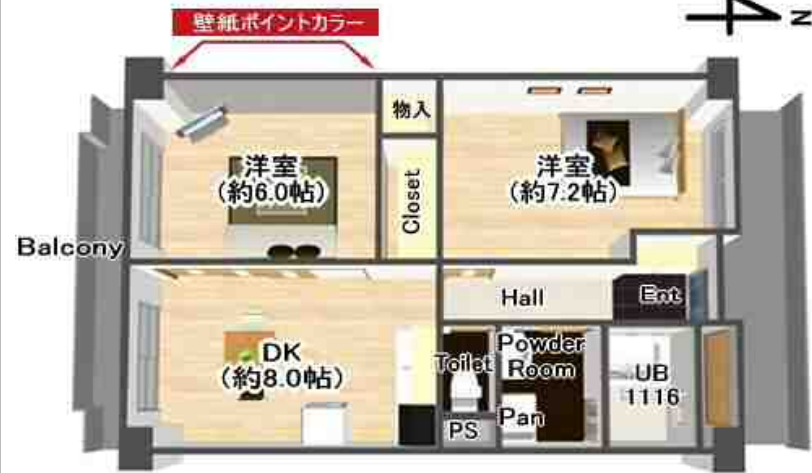 壁紙ポイントカラー
N
物入
洋室
(約6.0帖)
Closet
洋室
(約7.2帖)
Balcony
Hall
Ent
DK
(約8.0帖)
Toilet
Powder
Room
UB
1116
Pan
PS